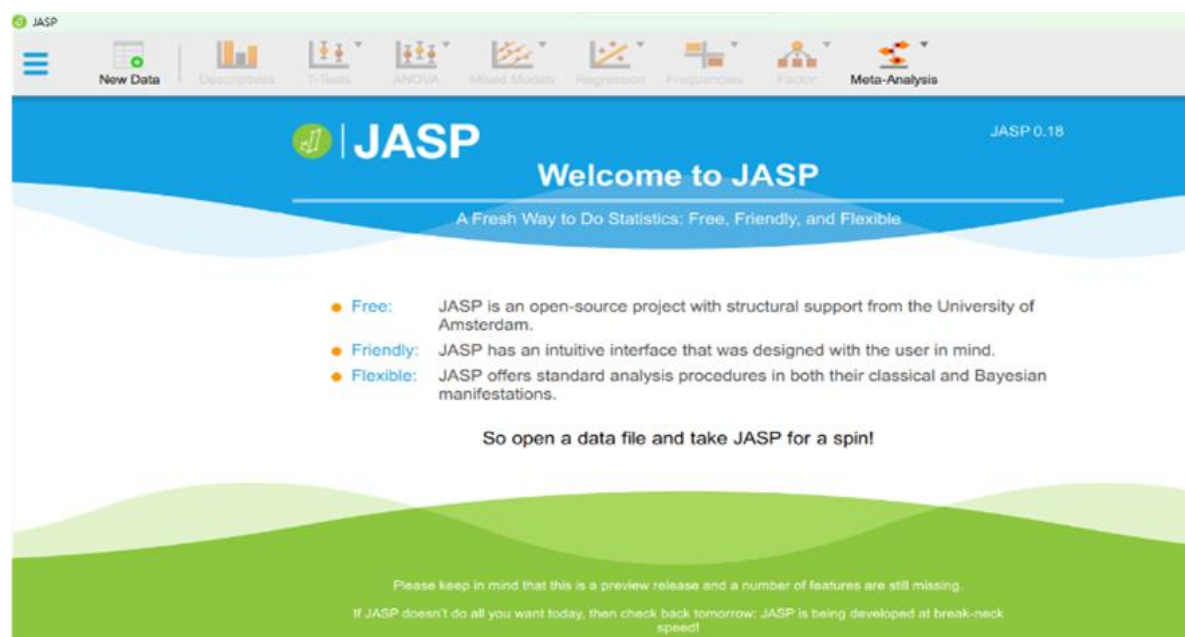 JASP
New Data
Descriptives
T-Tests
ANOVA
Mixed Models
Regression
Frequencies
Factor
Meta-Analysis
JASP
JASP 0.18
Welcome to JASP
A Fresh Way to Do Statistics: Free, Friendly, and Flexible
Free: JASP is an open-source project with structural support from the University of
Amsterdam.
Friendly: JASP has an intuitive interface that was designed with the user in mind.
Flexible: JASP offers standard analysis procedures in both their classical and Bayesian
manifestations.
So open a data file and take JASP for a spin!
Please keep in mind that this is a preview release and a number of features are still missing.
If JASP doesn't do all you want today, then check back tomorrow: JASP is being developed at break-neck
speed!